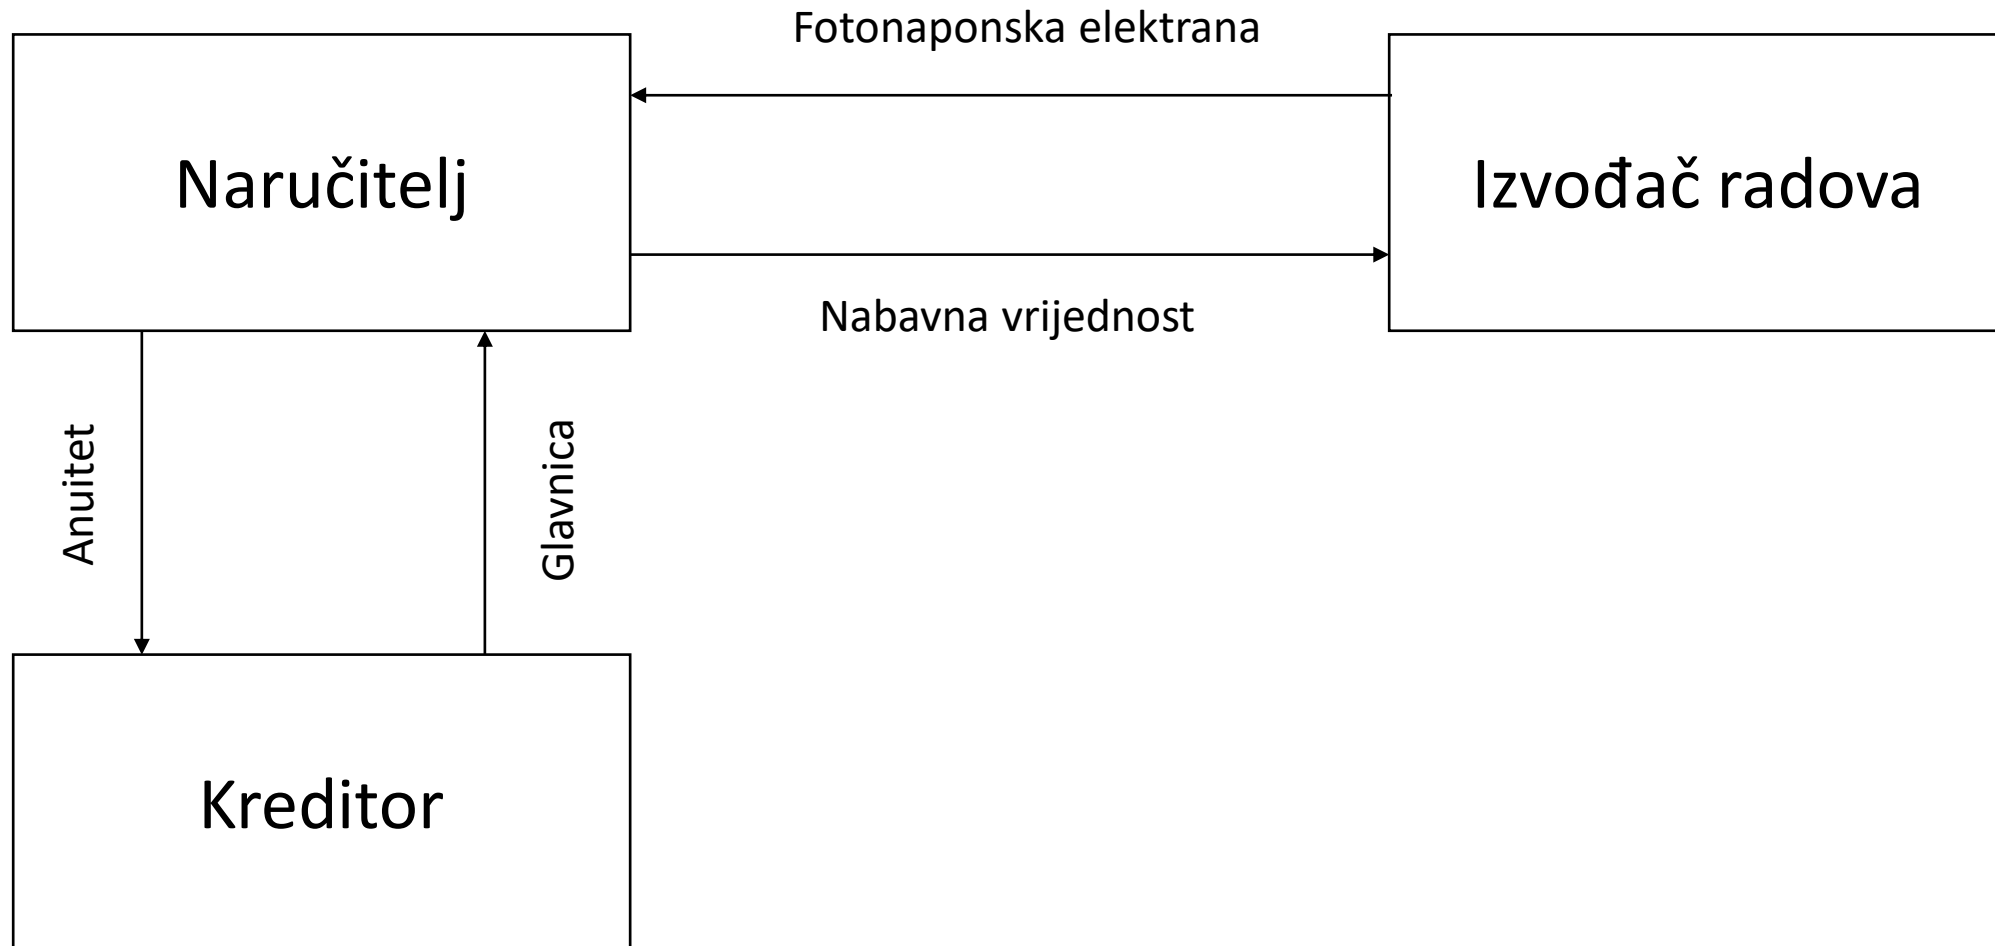 Fotonaponska elektrana
Naručitelj
Izvođač radova
Nabavna vrijednost
Anuitet
Glavnica
Kreditor